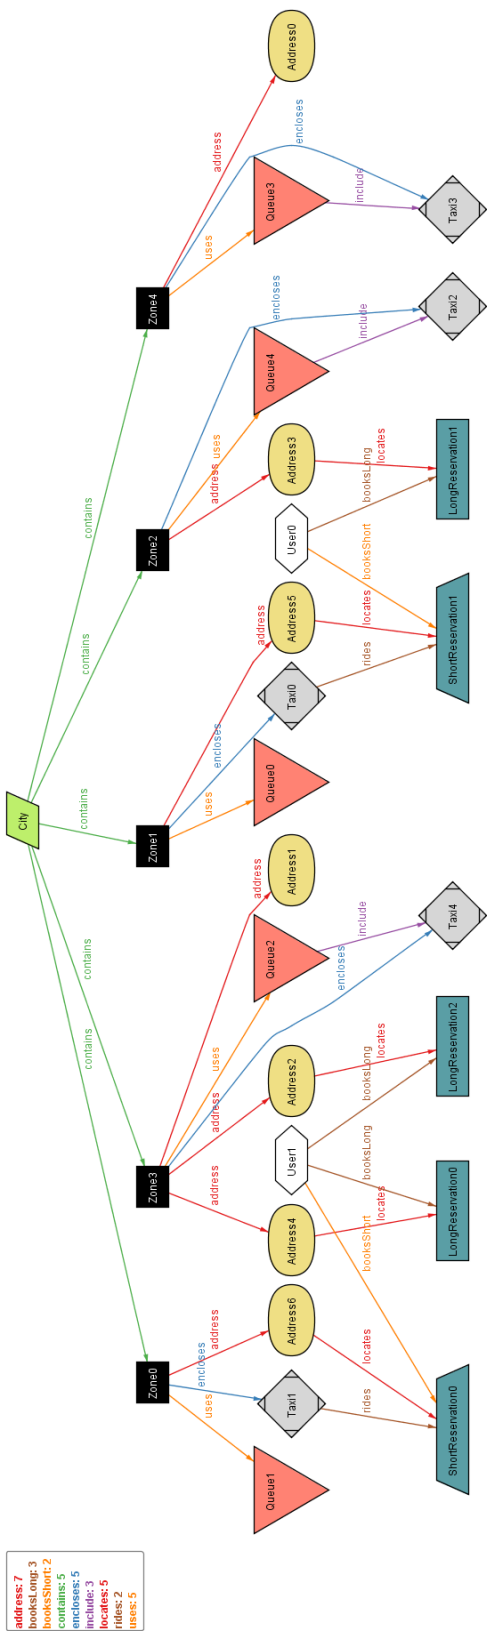 address: 7
booksLong: 3
booksShort: 2
contains: 5
encloses: 5
include: 3
locates: 5
rides: 2
uses: 5
City
contains
contains
contains
contains
contains
Zone0
Zone3
Zone1
Zone2
Zone4
uses
encloses
address
address
address
uses
encloses
address
uses
encloses
address
address
uses
encloses
uses
encloses
address
Queue1
Taxi1
Address6
Address4
User1
Address2
Queue2
Address1
Queue0
Taxi0
Address5
User0
Address3
Queue4
Queue3
Address0
rides
locates
booksShort
locates
booksLong
booksLong
locates
include
rides
locates
booksShort
booksLong
locates
include
include
ShortReservation0
LongReservation0
LongReservation2
Taxi4
ShortReservation1
LongReservation1
Taxi2
Taxi3